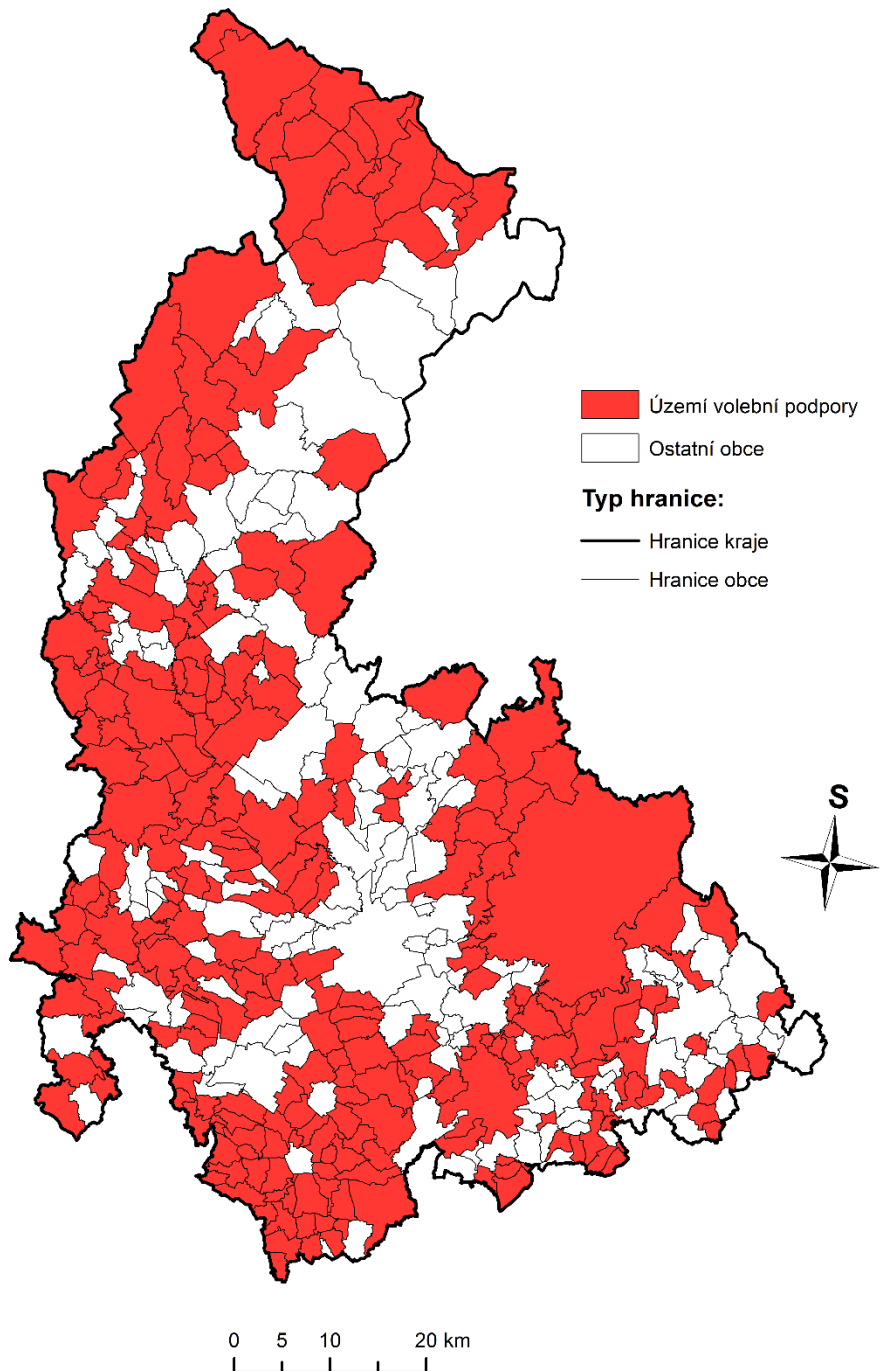 Území volební podpory
Ostatní obce
Typ hranice:
Hranice kraje
Hranice obce
S
0 5 10 20 km